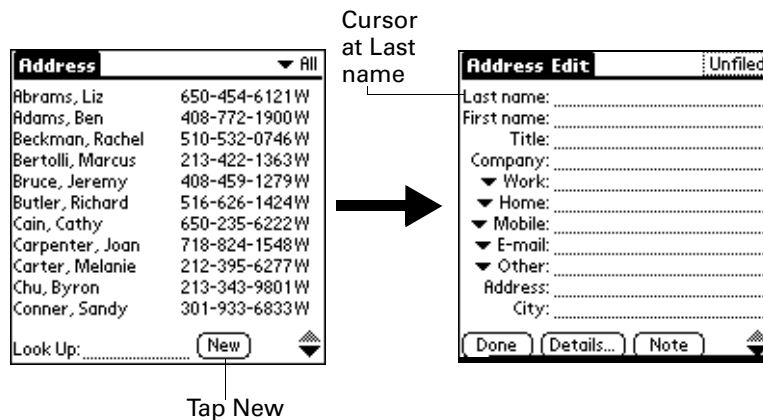 Cursor
at Last
name
Address All
Abrams, Liz 650-454-6121W
Adams, Ben 408-772-1900W
Beckman, Rachel 510-532-0746W
Bertolli, Marcus 213-422-1363W
Bruce, Jeremy 408-459-1279W
Butler, Richard 516-626-1424W
Cain, Cathy 650-235-6222W
Carpenter, Joan 718-824-1548W
Carter, Melanie 212-395-6277W
Chu, Byron 213-343-9801W
Conner, Sandy 301-933-6833W
Look Up: New
Tap New
Address Edit Unfiled
Last name:
First name:
Title:
Company:
Work:
Home:
Mobile:
E-mail:
Other:
Address:
City:
Done Details... Note